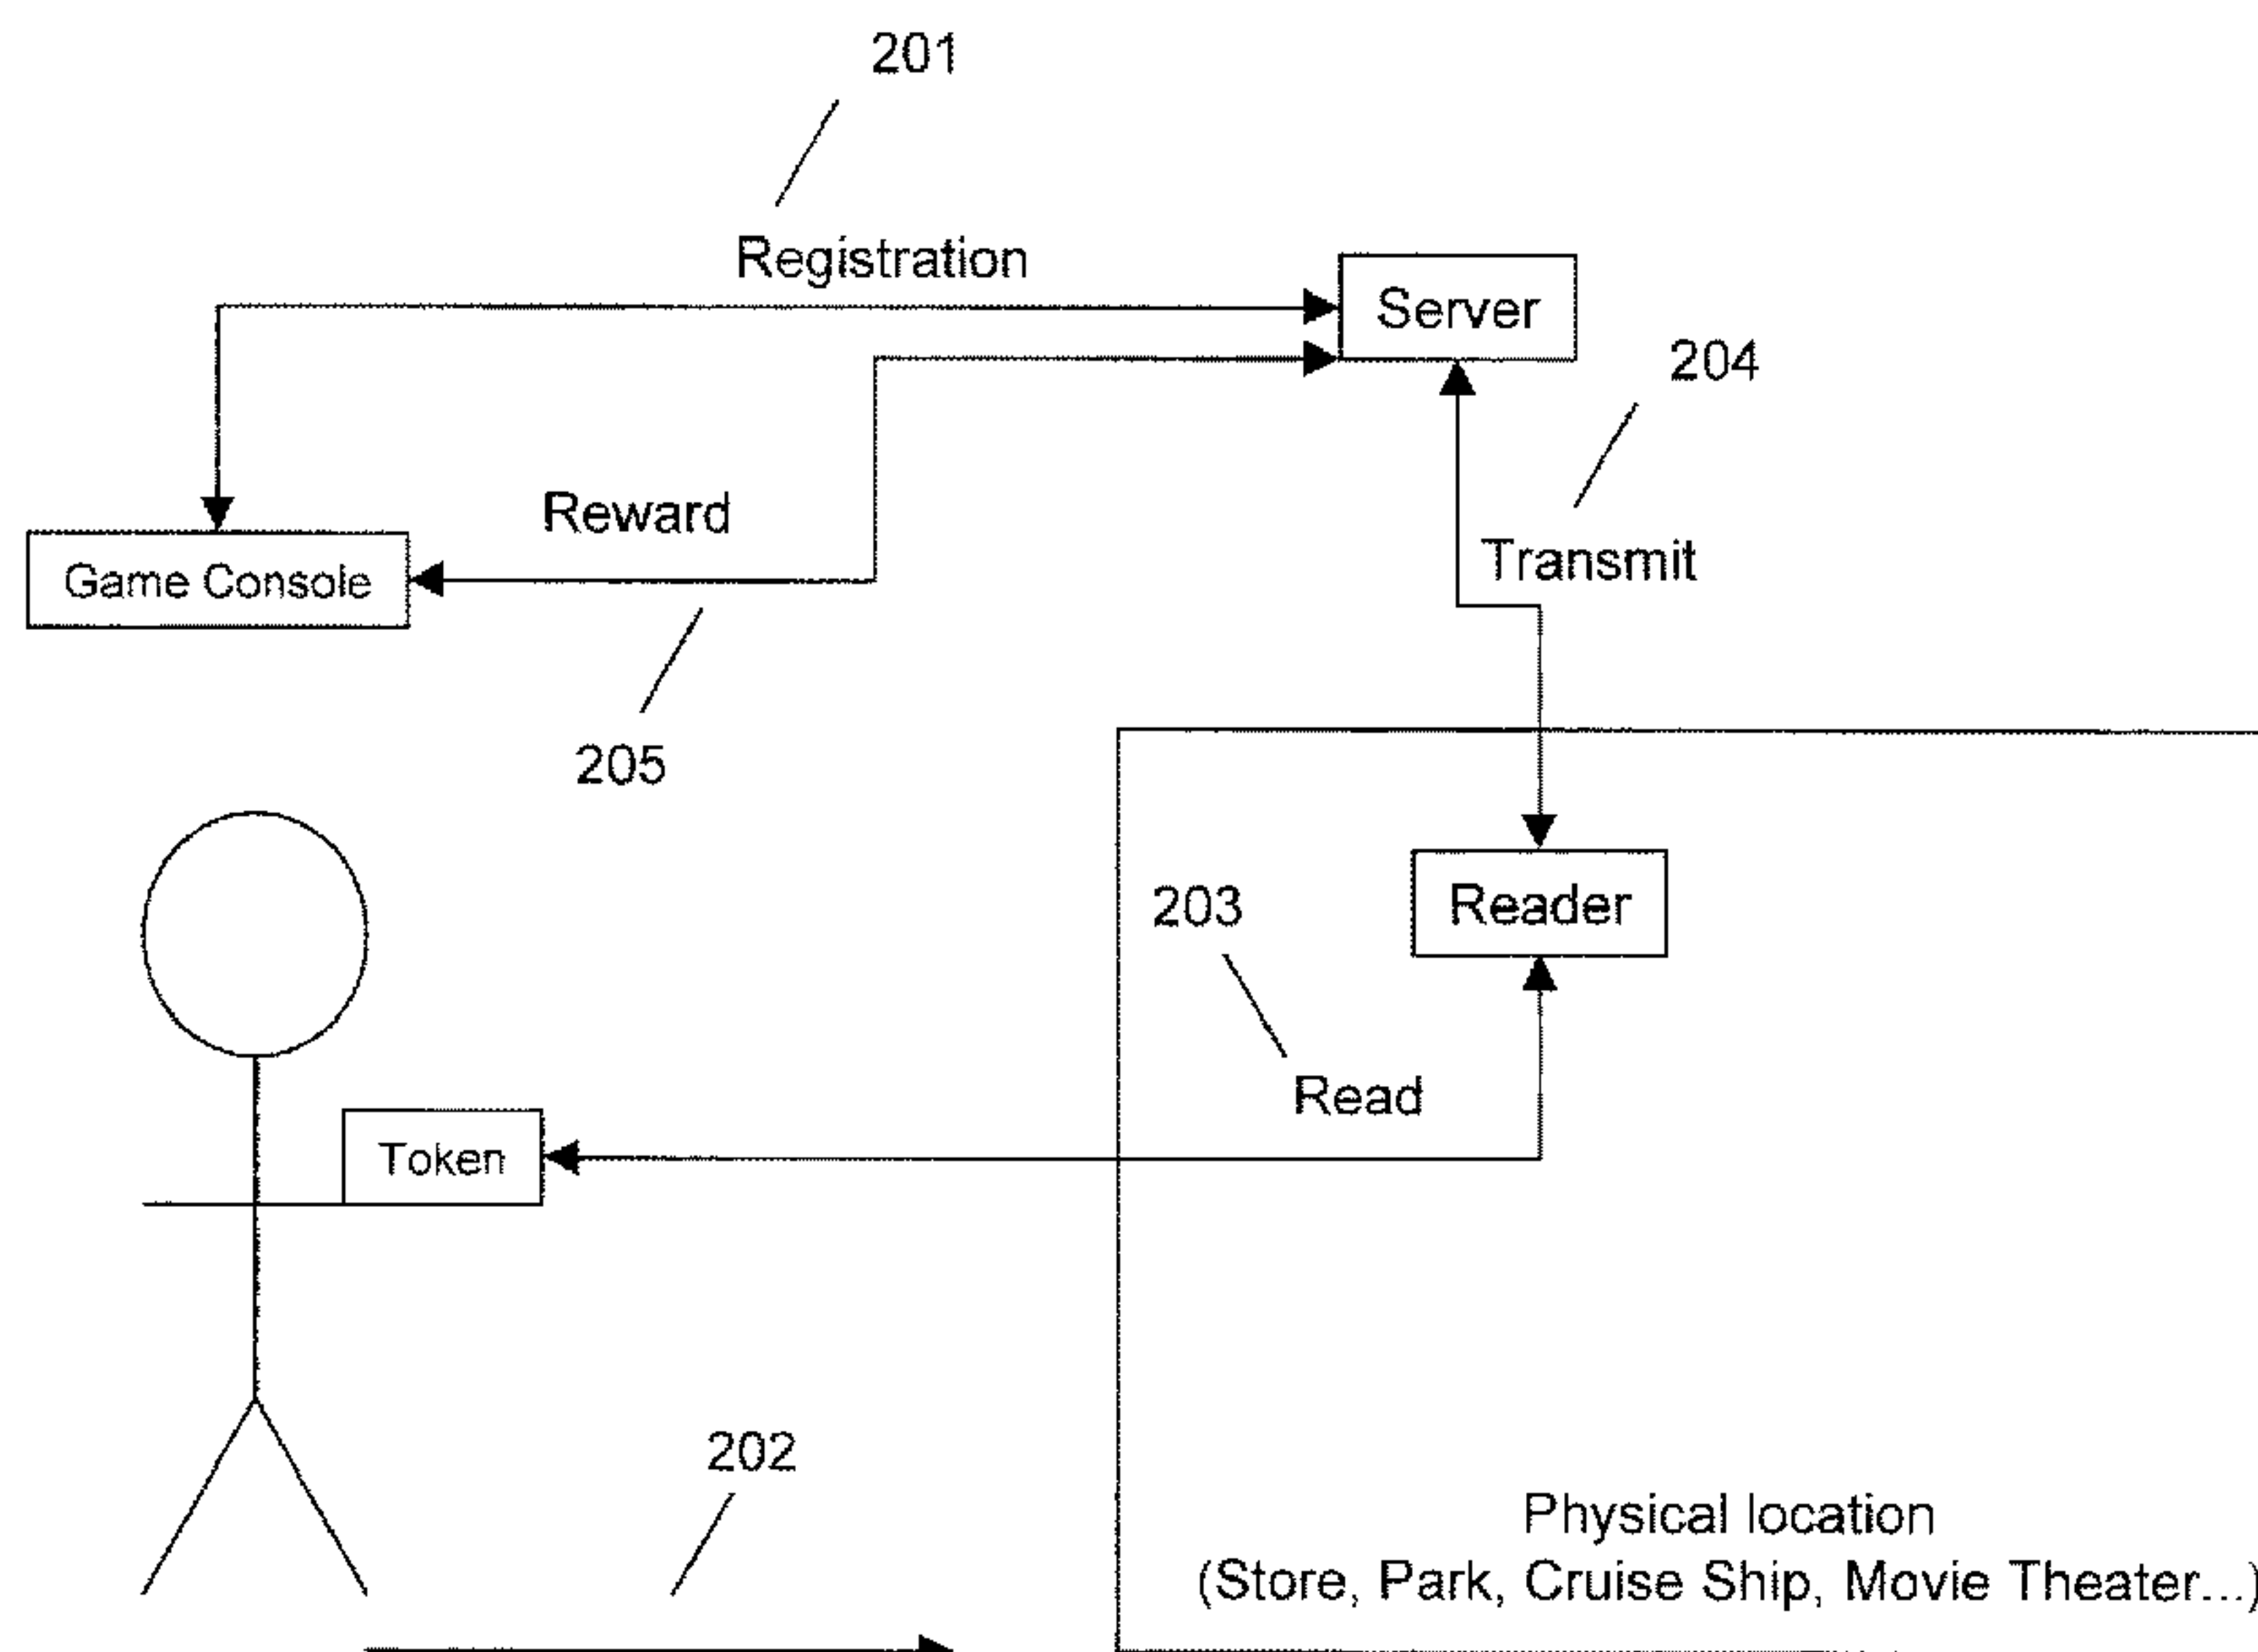 201
Registration
Server
204
Reward
Transmit
Game Console
205
Reader
203
Read
Token
202
Physical location
(Store, Park, Cruise Ship, Movie Theater...)